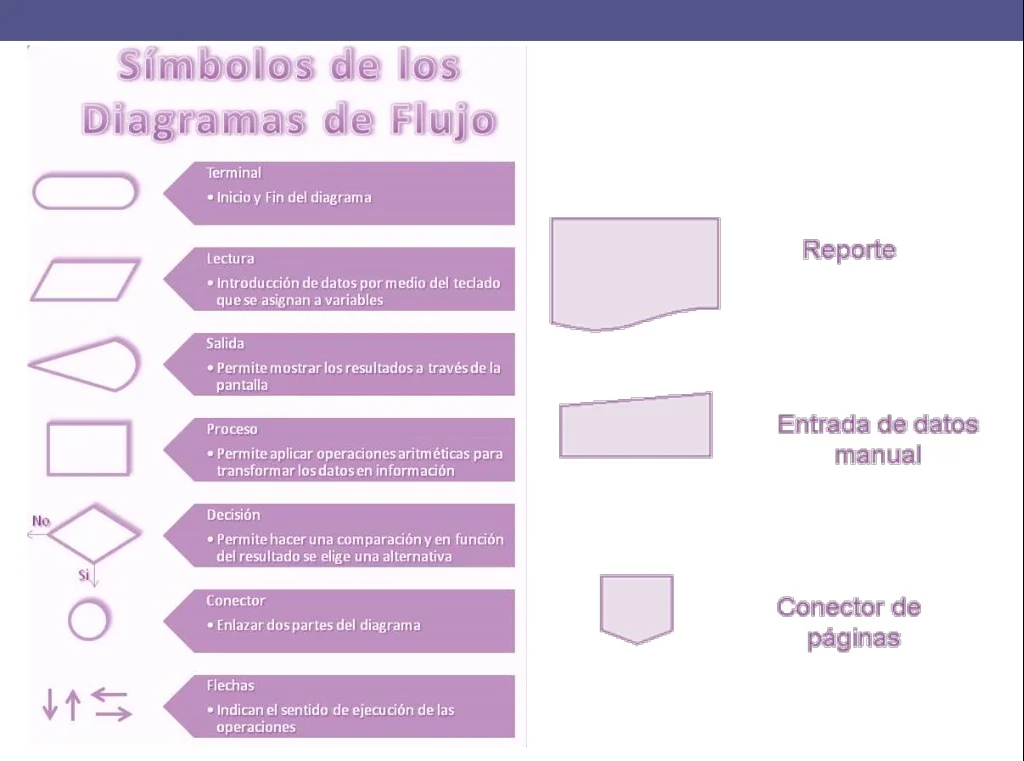 Símbolos de los
Diagramas de Flujo
Terminal
• Inicio y Fin del diagrama
Lectura
• Introducción de datos por medio del teclado
que se asignan a variables
Salida
• Permite mostrar los resultados a través de la
pantalla
Proceso
• Permite aplicar operaciones aritméticas para
transformar los datos en información
No
Si
Decisión
• Permite hacer una comparación y en función
del resultado se elige una alternativa
Conector
• Enlazar dos partes del diagrama
Flechas
• Indican el sentido de ejecución de las
operaciones
Reporte
Entrada de datos
manual
Conector de
páginas